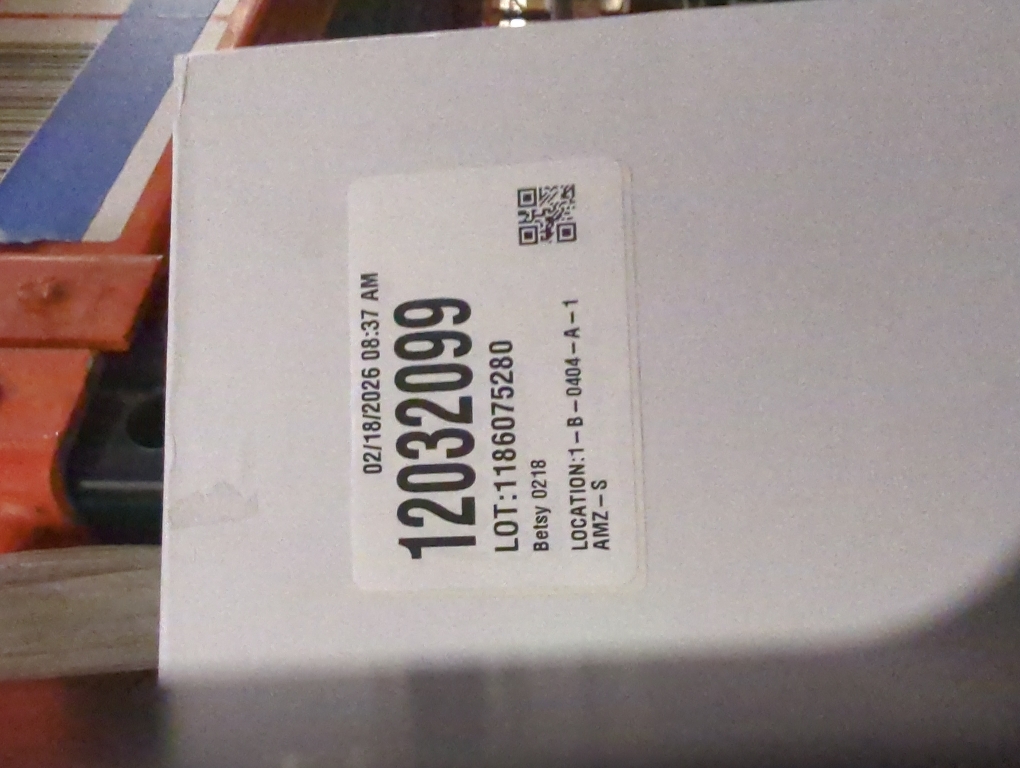 02/18/2026 08:37 AM
12032099
LOT:1186075280
Betsy 0218
LOCATION:1-B-0404-A-1
AMZ-S